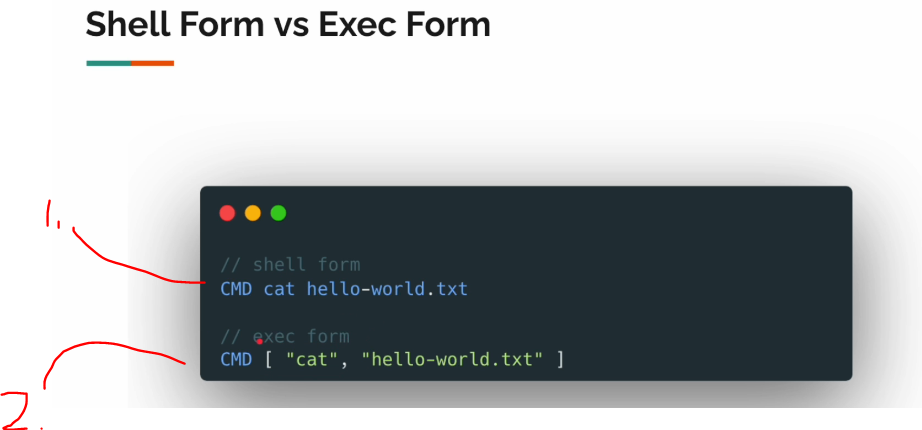 Shell Form vs Exec Form
1.
// shell form
CMD cat hello-world.txt
// exec form
CMD [ "cat", "hello-world.txt" ]
2.